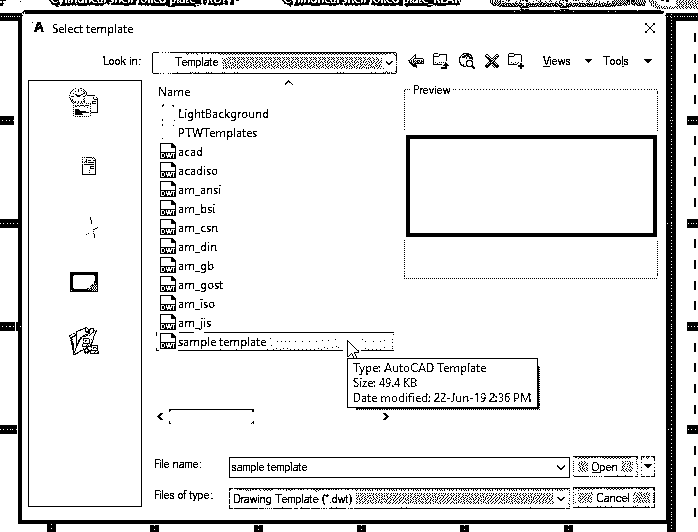 Select template
Look in: Template
Views Tools
Name
Preview
LightBackground
PTWTemplates
acad
acadiso
am_ansi
am_bsi
am_csn
am_din
am_gb
am_gost
am_iso
am_jis
sample template
Type: AutoCAD Template
Size: 49.4 KB
Date modified: 22-Jun-19 2:36 PM
File name: sample template Open
Files of type: Drawing Template (*.dwt) Cancel